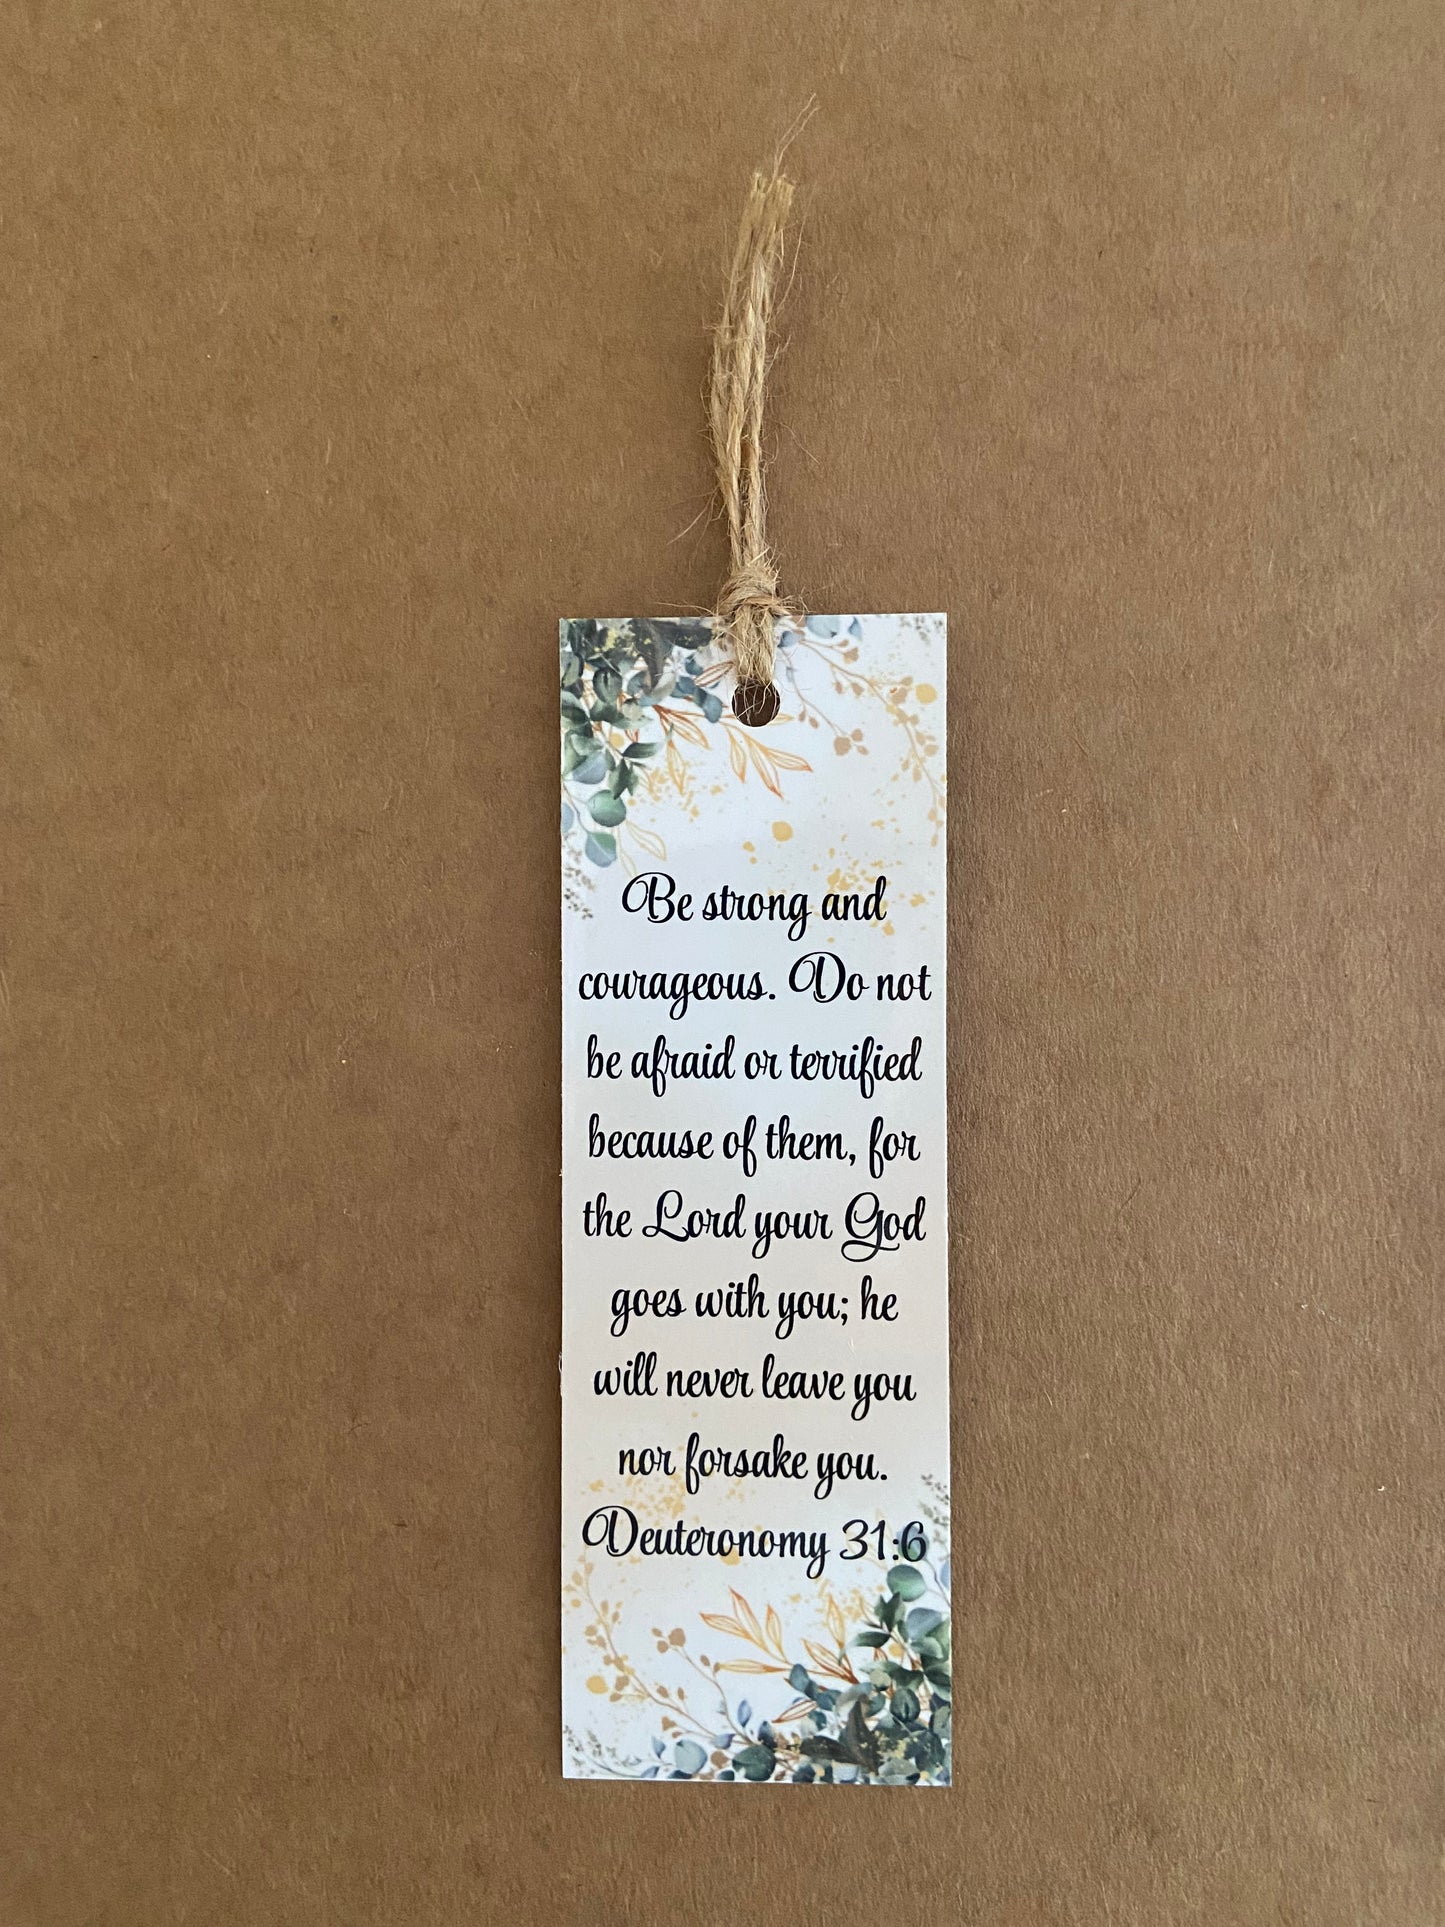 Be strong and
courageous. Do not
be afraid or terrified
because of them, for
the Lord your God
goes with you; he
will never leave you
nor forsake you.
Deuteronomy 31:6